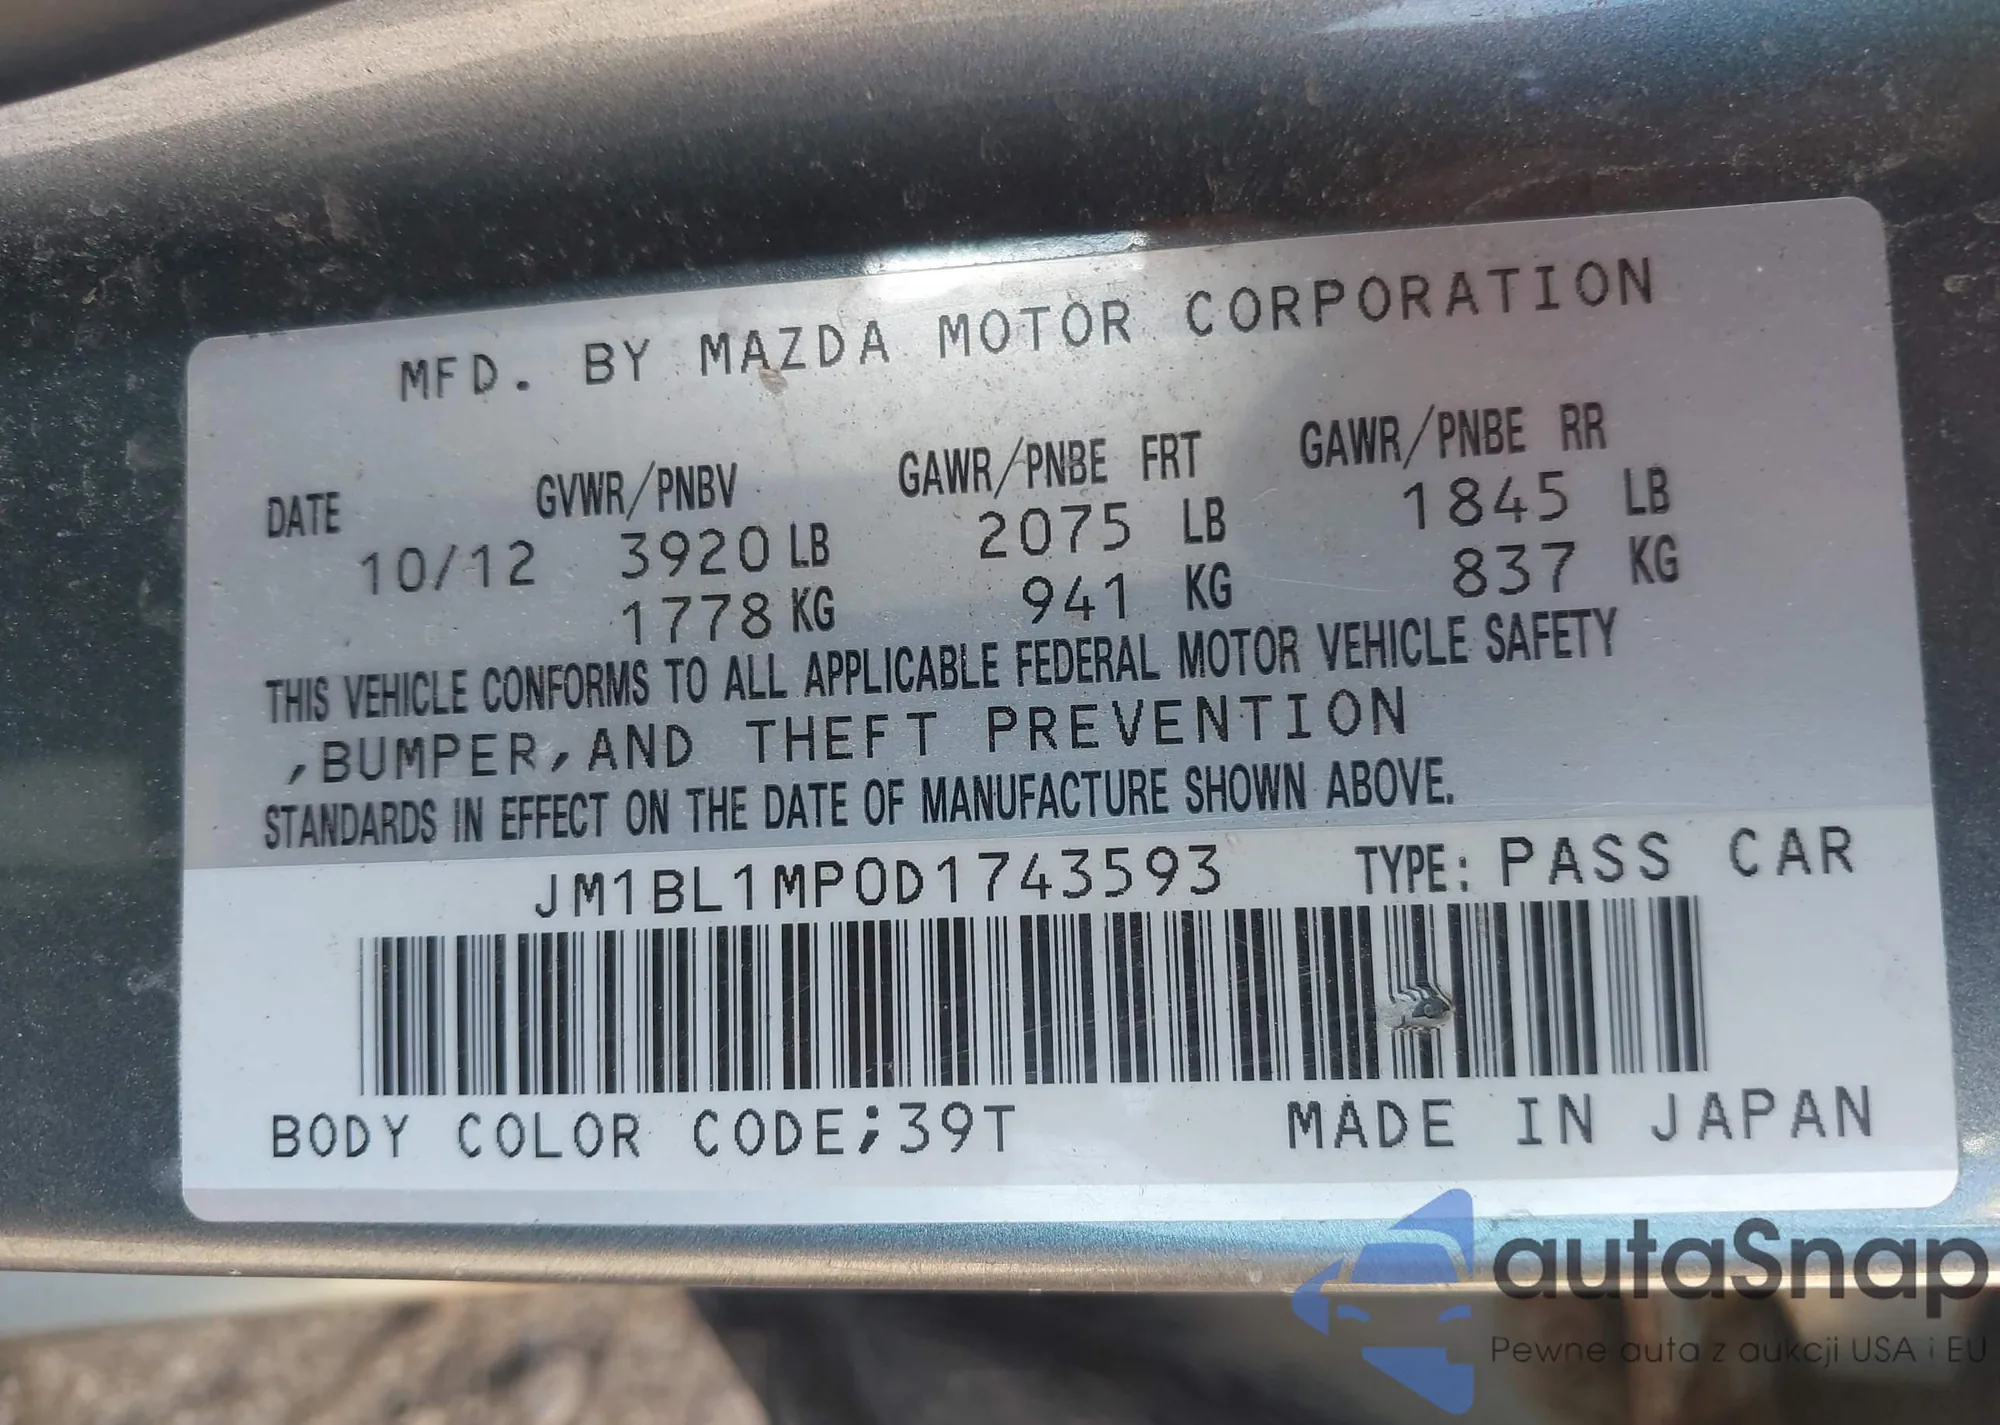 MFD. BY MAZDA MOTOR CORPORATION
DATE GVWR/PNBV GAWR/PNBE FRT GAWR/PNBE RR
10/12 3920 LB 2075 LB 1845 LB
1778 KG 941 KG 837 KG
THIS VEHICLE CONFORMS TO ALL APPLICABLE FEDERAL MOTOR VEHICLE SAFETY
,BUMPER,AND THEFT PREVENTION
STANDARDS IN EFFECT ON THE DATE OF MANUFACTURE SHOWN ABOVE.
JM1BL1MP0D1743593 TYPE: PASS CAR
BODY COLOR CODE;39T MADE IN JAPAN
autaSnap
Pewne auta z aukcji USA i EU